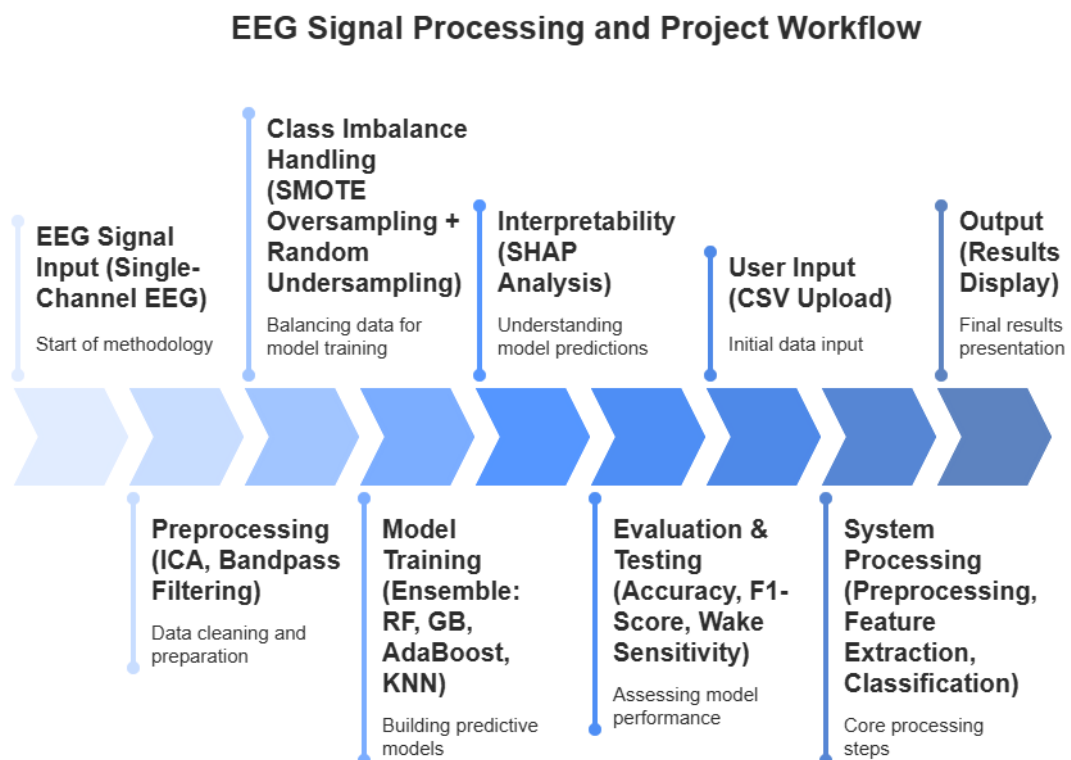 EEG Signal Processing and Project Workflow
EEG Signal
Input (Single-
Channel EEG)
Start of methodology
Preprocessing
(ICA, Bandpass
Filtering)
Data cleaning and
preparation
Class Imbalance
Handling
(SMOTE
Oversampling +
Random
Undersampling)
Balancing data for
model training
Model
Training
(Ensemble:
RF, GB,
AdaBoost,
KNN)
Building predictive
models
Interpretability
(SHAP
Analysis)
Understanding
model predictions
Evaluation &
Testing
(Accuracy, F1-
Score, Wake
Sensitivity)
Assessing model
performance
User Input
(CSV Upload)
Initial data input
System
Processing
(Preprocessing,
Feature
Extraction,
Classification)
Core processing
steps
Output
(Results
Display)
Final results
presentation